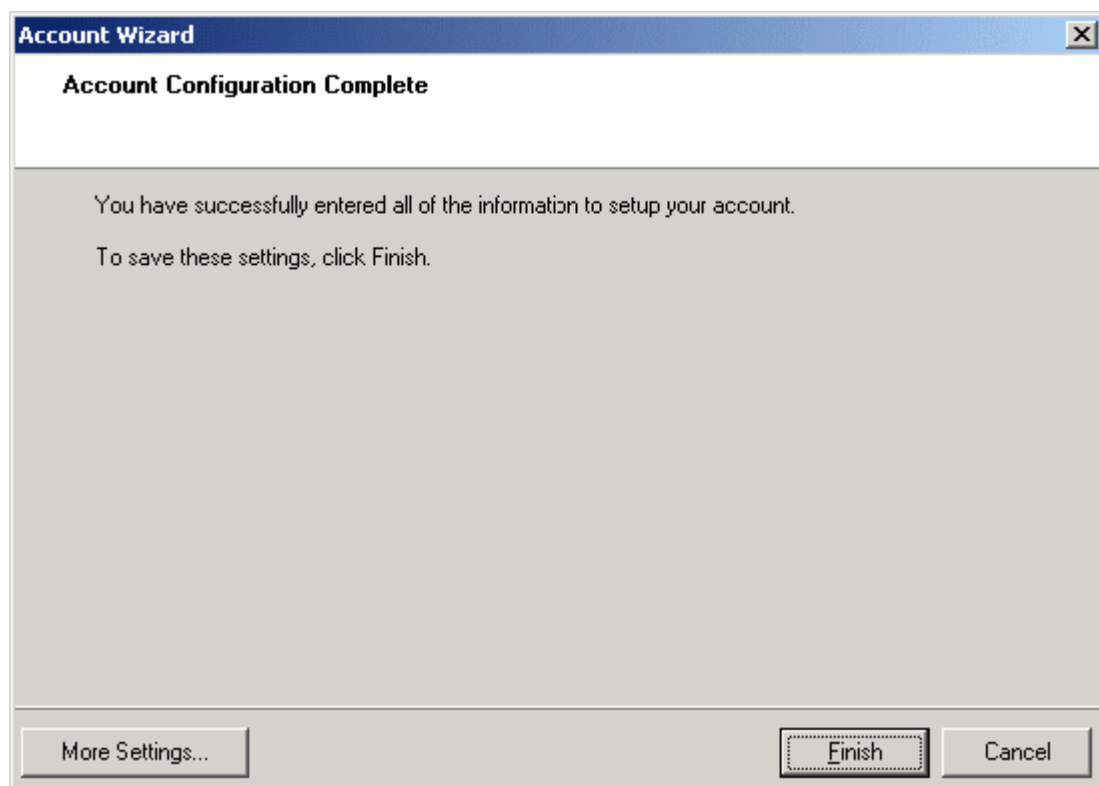 Account Wizard
Account Configuration Complete
You have successfully entered all of the information to setup your account.
To save these settings, click Finish.
More Settings...
Finish
Cancel